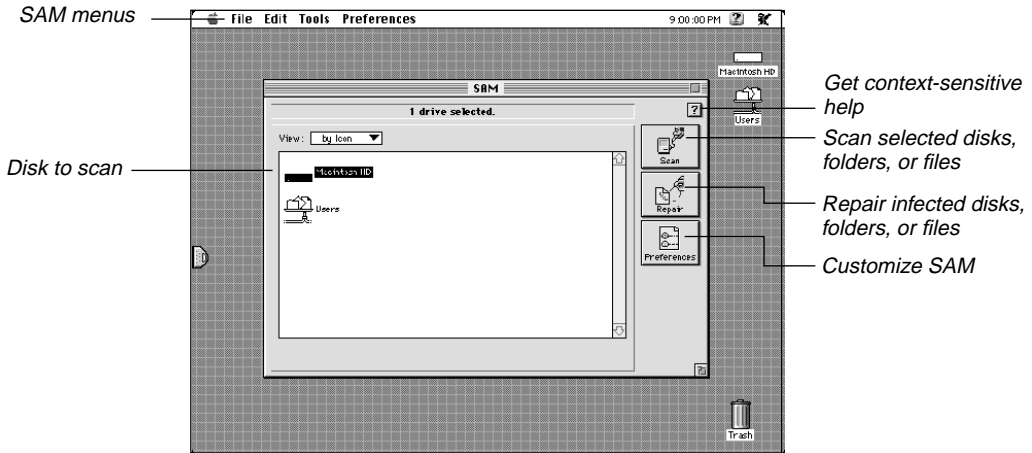 SAM menus
File Edit Tools Preferences
9:00:00 PM
Macintosh HD
Users
SAM
1 drive selected.
?
View: by Icon
Macintosh HD
Users
Scan
Repair
Preferences
Trash
Disk to scan
Get context-sensitive
help
Scan selected disks,
folders, or files
Repair infected disks,
folders, or files
Customize SAM